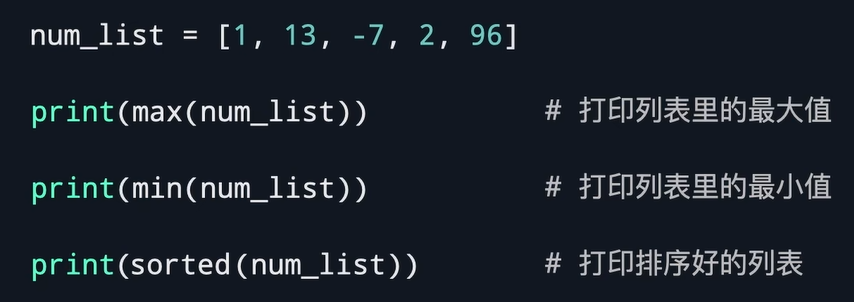 num_list = [1, 13, -7, 2, 96]
print(max(num_list)) # 打印列表里的最大值
print(min(num_list)) # 打印列表里的最小值
print(sorted(num_list)) # 打印排序好的列表